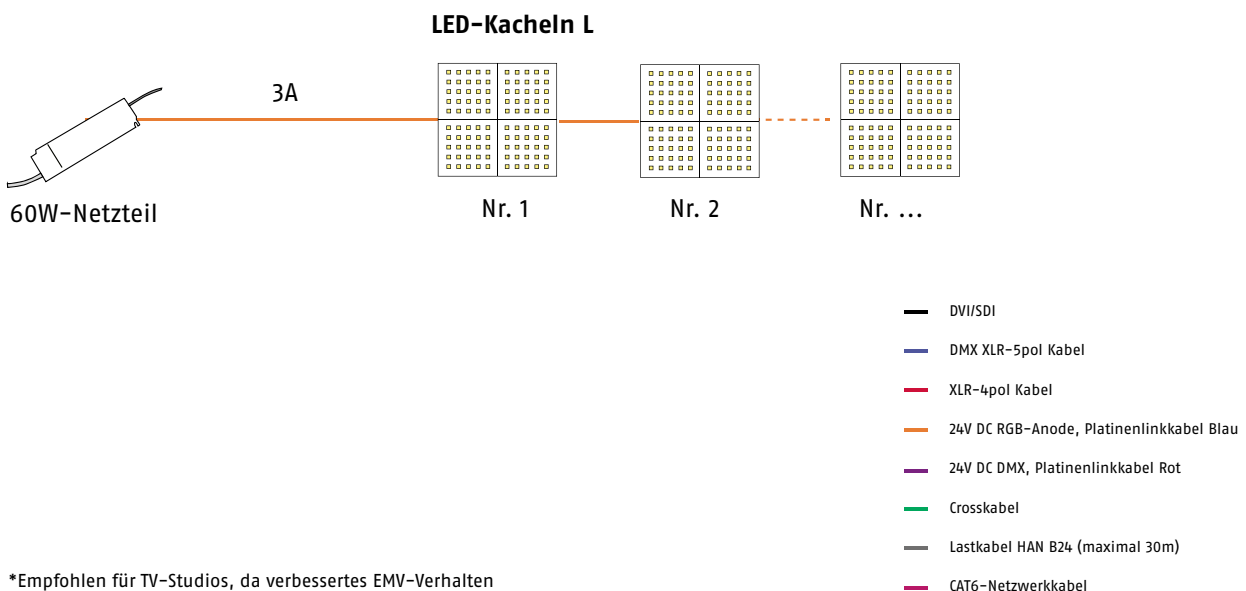 LED-Kacheln L
3A
60W-Netzteil
Nr. 1
Nr. 2
Nr. ...
DVI/SDI
DMX XLR-5pol Kabel
XLR-4pol Kabel
24V DC RGB-Anode, Platinenlinkkabel Blau
24V DC DMX, Platinenlinkkabel Rot
Crosskabel
Lastkabel HAN B24 (maximal 30m)
CAT6-Netzwerkkabel
*Empfohlen für TV-Studios, da verbessertes EMV-Verhalten